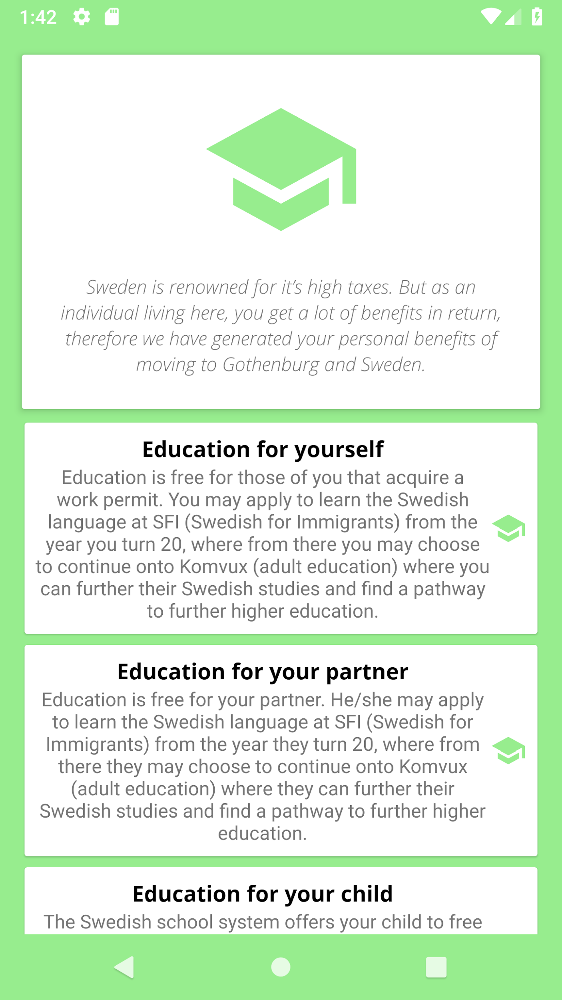 1:42
Sweden is renowned for it’s high taxes. But as an
individual living here, you get a lot of benefits in return,
therefore we have generated your personal benefits of
moving to Gothenburg and Sweden.
Education for yourself
Education is free for those of you that acquire a
work permit. You may apply to learn the Swedish
language at SFI (Swedish for Immigrants) from the
year you turn 20, where from there you may choose
to continue onto Komvux (adult education) where you
can further their Swedish studies and find a pathway
to further higher education.
Education for your partner
Education is free for your partner. He/she may apply
to learn the Swedish language at SFI (Swedish for
Immigrants) from the year they turn 20, where from
there they may choose to continue onto Komvux
(adult education) where they can further their
Swedish studies and find a pathway to further higher
education.
Education for your child
The Swedish school system offers your child to free